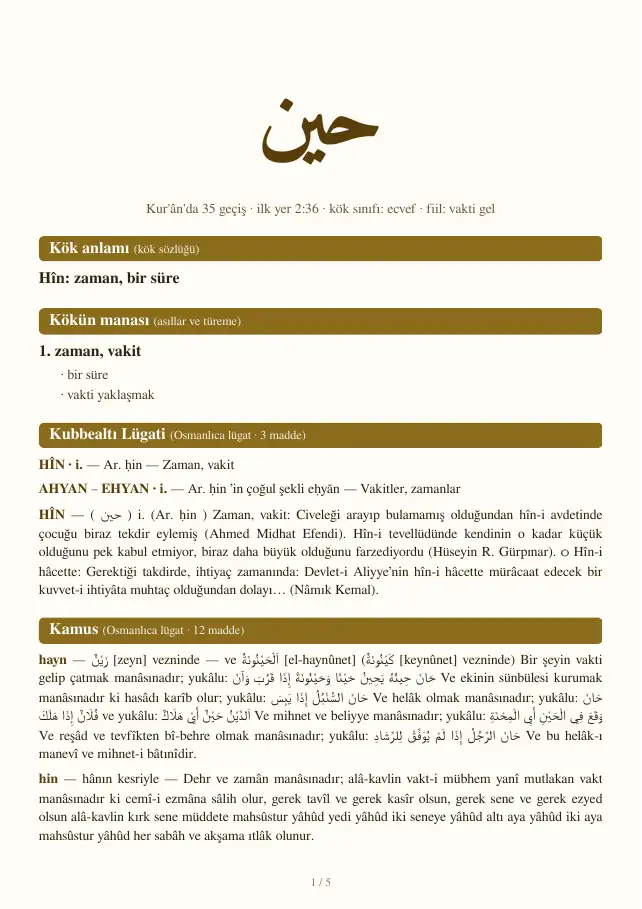 حين
Kur'ân'da 35 geçiş · ilk yer 2:36 · kök sınıfı: ecvef · fiil: vakti gel
Kök anlamı (kök sözlüğü)
Hîn: zaman, bir süre
Kökün manası (asıllar ve türeme)
1. zaman, vakit
· bir süre
· vakti yaklaşmak
Kubbealtı Lügati (Osmanlıca lügat · 3 madde)
HÎN · i. — Ar. ḥin — Zaman, vakit
AHYAN – EHYAN · i. — Ar. ḥin 'in çoğul şekli eḥyān — Vakitler, zamanlar
HÎN — ( حين ) i. (Ar. ḥin ) Zaman, vakit: Civeleği arayıp bulamamış olduğundan hîn-i avdetinde
çocuğu biraz tekdir eylemiş (Ahmed Midhat Efendi). Hîn-i tevellüdünde kendinin o kadar küçük
olduğunu pek kabul etmiyor, biraz daha büyük olduğunu farzediyordu (Hüseyin R. Gürpınar). ѻ Hîn-i
hâcette: Gerektiği takdirde, ihtiyaç zamanında: Devlet-i Aliyye'nin hîn-i hâcette mürâcaat edecek bir
kuvvet-i ihtiyâta muhtaç olduğundan dolayı… (Nâmık Kemal).
Kamus (Osmanlıca lügat · 12 madde)
hayn — زَيْنٌ [zeyn] vezninde — ve اَلْحَيْنُونَةُ [el-haynûnet] (كَيْنُونَةٌ [keynûnet] vezninde) Bir şeyin vakti
gelip çatmak manâsınadır; yukâlu: حَانَ حِينُهُ يَحِينُ حَيْنًا وَحَيْنُونَةً إِذَا قَرُبَ وَآنَ Ve ekinin sünbülesi kurumak
manâsınadır ki hasâdı karîb olur; yukâlu: حَانَ السُّنْبُلُ إِذَا يَبِسَ Ve helâk olmak manâsınadır; yukâlu: حَانَ
فُلَانٌ إِذَا هَلَكَ ve yukâlu: اَلدَّيْنُ حَيْنٌ أَيْ هَلَاكٌ Ve mihnet ve beliyye manâsınadır; yukâlu: وَقَعَ فِي الْحَيْنِ أَيِ الْمِحْنَةِ
Ve reşâd ve tevfîkten bî-behre olmak manâsınadır; yukâlu: حَانَ الرَّجُلُ إِذَا لَمْ يُوَفَّقْ لِلرَّشَادِ Ve bu helâk-ı
manevî ve mihnet-i bâtınîdir.
hin — hânın kesriyle — Dehr ve zamân manâsınadır; alâ-kavlin vakt-i mübhem yanî mutlakan vakt
manâsınadır ki cemî-i ezmâna sâlih olur, gerek tavîl ve gerek kasîr olsun, gerek sene ve gerek ezyed
olsun alâ-kavlin kırk sene müddete mahsûstur yâhûd yedi yâhûd iki seneye yâhûd altı aya yâhûd iki aya
mahsûstur yâhûd her sabâh ve akşama ıtlâk olunur.
1 / 5